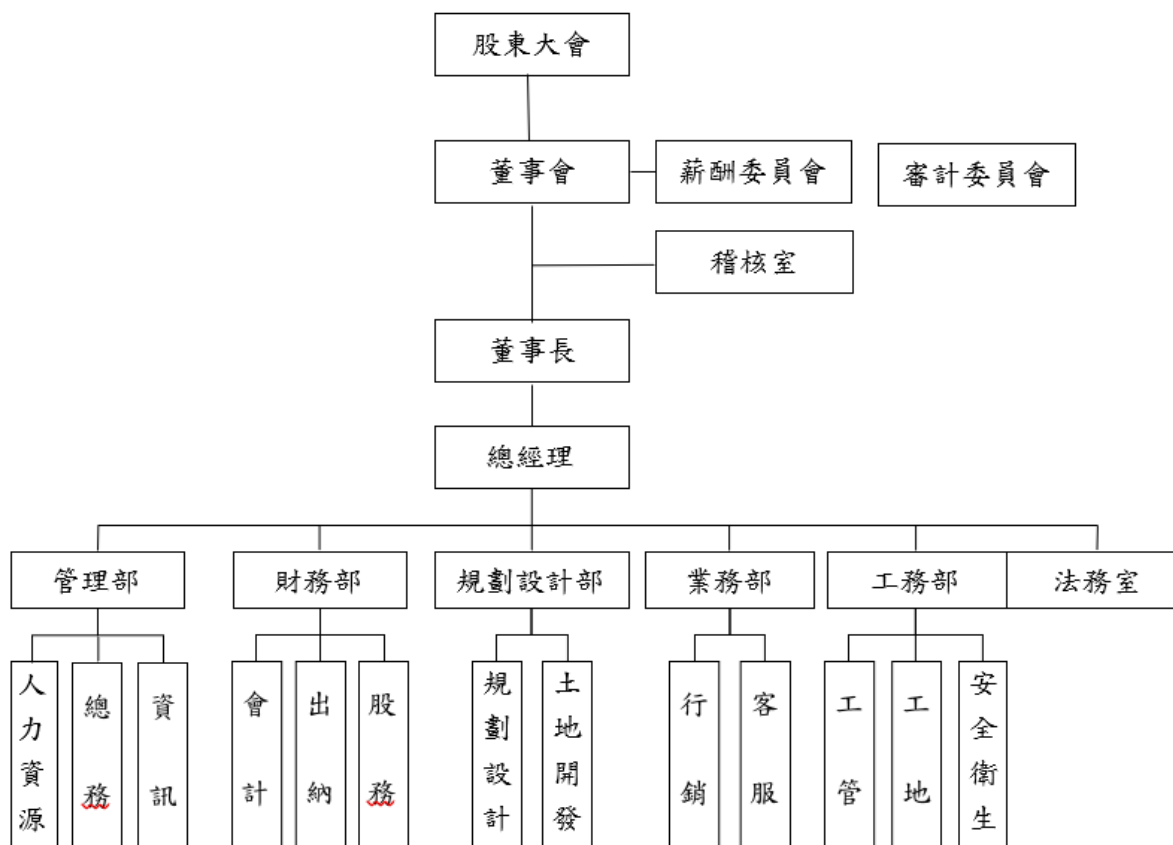 股東大會
董事會
薪酬委員會
審計委員會
稽核室
董事長
總經理
管理部
財務部
規劃設計部
業務部
工務部
法務室
人力資源
總務
資訊
會計
出納
股務
規劃設計
土地開發
行銷
客服
工管
工地
安全衛生